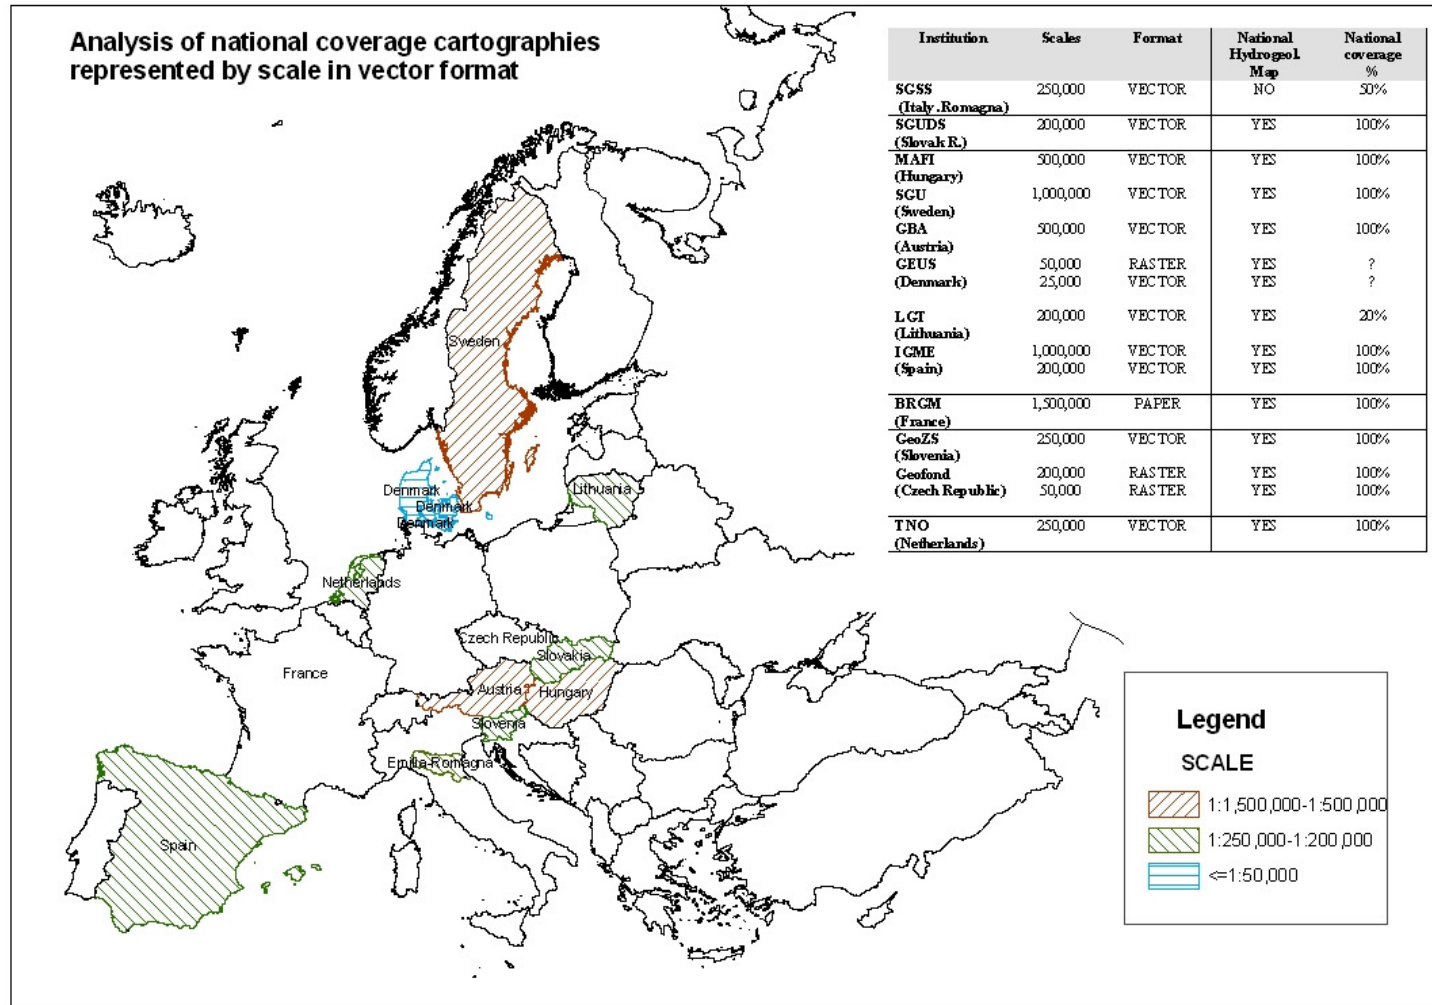 Analysis of national coverage cartographies
represented by scale in vector format
Institution Scales Format National Hydrogeol. Map National coverage %
SGSS 250,000 VECTOR NO 50%
(Italy .Romagna)
SGUDS 200,000 VECTOR YES 100%
(Slovak R.)
MAFI 500,000 VECTOR YES 100%
(Hungary)
SGU 1,000,000 VECTOR YES 100%
(Sweden)
GBA 500,000 VECTOR YES 100%
(Austria)
GEUS 50,000 RASTER YES ?
(Denmark) 25,000 VECTOR YES ?
LGT 200,000 VECTOR YES 20%
(Lithuania)
IGME 1,000,000 VECTOR YES 100%
(Spain) 200,000 VECTOR YES 100%
BRGM 1,500,000 PAPER YES 100%
(France)
GeoZS 250,000 VECTOR YES 100%
(Slovenia)
Geofond 200,000 RASTER YES 100%
(Czech Republic) 50,000 RASTER YES 100%
TNO 250,000 VECTOR YES 100%
(Netherlands)
Sweden
Denmark
Denmark
Denmark
Lithuania
Netherlands
Czech Republic
Slovakia
France
Austria
Hungary
Slovenia
Emilia-Romagna
Spain
Legend
SCALE
1:1,500,000-1:500,000
1:250,000-1:200,000
<=1:50,000